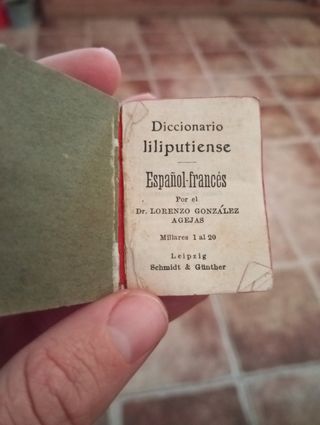 Diccionario
liliputiense
Español-francés
Por el
Dr. LORENZO GONZÁLEZ
AGEJAS
Millares 1 al 20
Leipzig
Schmidt & Günther